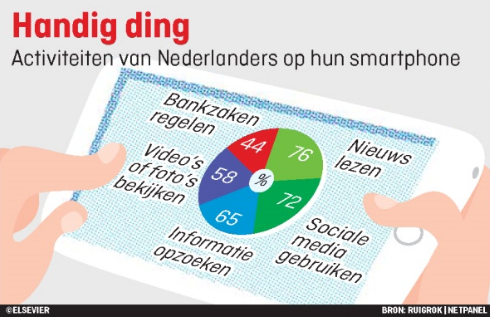 Handig ding
Activiteiten van Nederlanders op hun smartphone
Bankzaken
regelen
44
76
Nieuws
lezen
Video's
of foto's
bekijken
58
%
72
Sociale
media
gebruiken
65
Informatie
opzoeken
©ELSEVIER
BRON: RUIGROK | NETPANEL